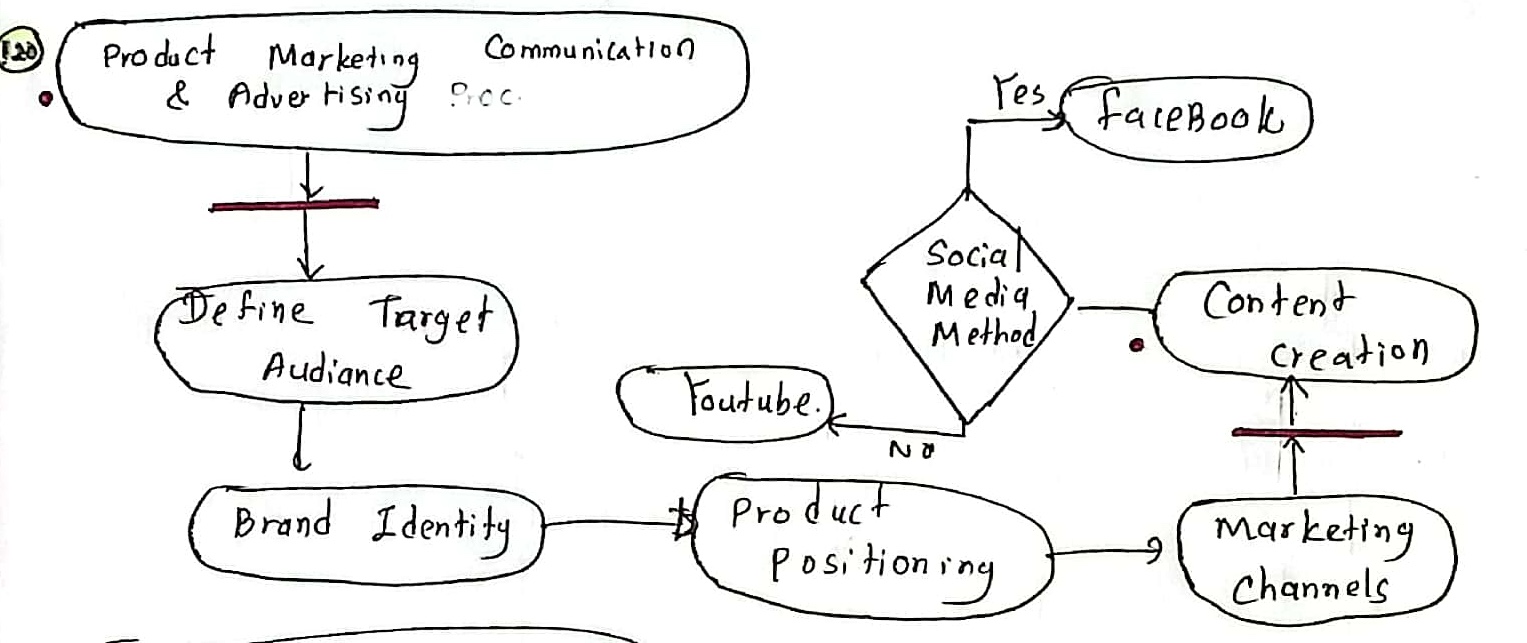 120
Product Marketing Communication
& Advertising Proc.
Yes
faceBook
Social
Media
Method
Content
creation
Define Target
Audiance
Youtube.
No
Brand Identity
Product
Positioning
Marketing
Channels